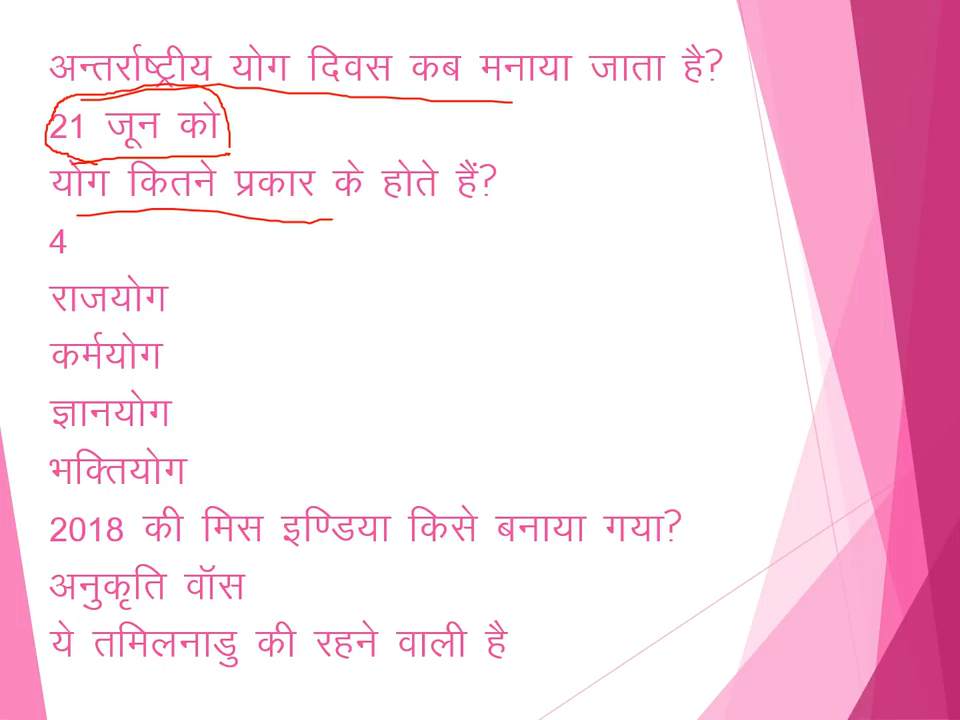 अन्तर्राष्ट्रीय योग दिवस कब मनाया जाता है?
21 जून को
योग कितने प्रकार के होते हैं?
4
राजयोग
कर्मयोग
ज्ञानयोग
भक्तियोग
2018 की मिस इण्डिया किसे बनाया गया?
अनुकृति वॉस
ये तमिलनाडु की रहने वाली है